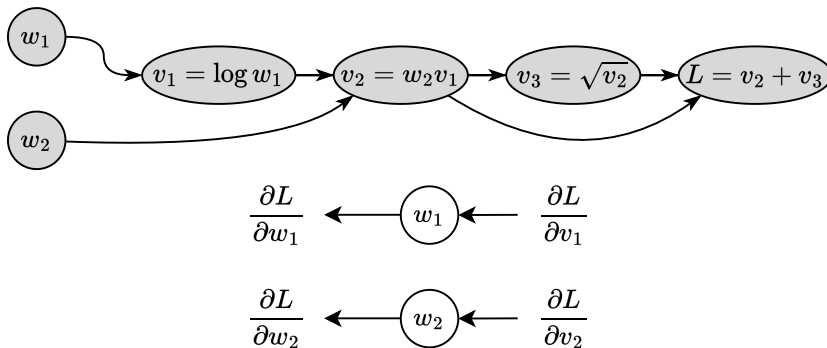 w₁
v₁ = log w₁ v₂ = w₂v₁ v₃ = √v₂ L = v₂ + v₃
w₂
∂L/∂w₁ w₁ ∂L/∂v₁
∂L/∂w₂ w₂ ∂L/∂v₂